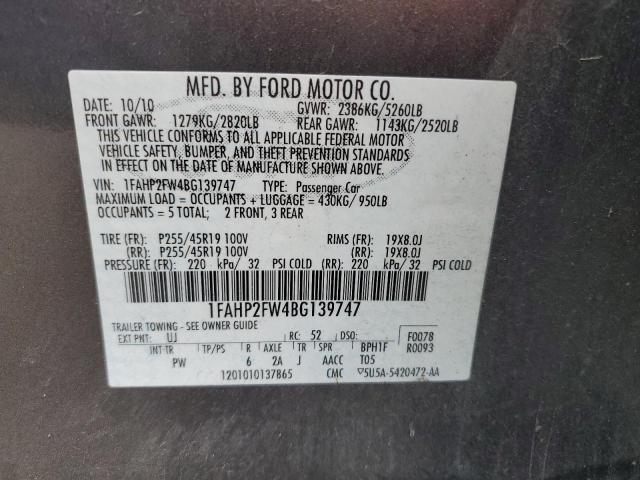 MFD. BY FORD MOTOR CO.
DATE: 10/10 GVWR: 2386KG/5260LB
FRONT GAWR: 1279KG/2820LB REAR GAWR: 1143KG/2520LB
THIS VEHICLE CONFORMS TO ALL APPLICABLE FEDERAL MOTOR
VEHICLE SAFETY, BUMPER, AND THEFT PREVENTION STANDARDS
IN EFFECT ON THE DATE OF MANUFACTURE SHOWN ABOVE.
VIN: 1FAHP2FW4BG139747 TYPE: Passenger Car
MAXIMUM LOAD = OCCUPANTS + LUGGAGE = 430KG/ 950LB
OCCUPANTS = 5 TOTAL; 2 FRONT, 3 REAR
TIRE (FR): P255/45R19 100V RIMS (FR): 19X8.0J
(RR): P255/45R19 100V (RR): 19X8.0J
PRESSURE (FR): 220 kPa/ 32 PSI COLD (RR): 220 kPa/ 32 PSI COLD
1FAHP2FW4BG139747
TRAILER TOWING - SEE OWNER GUIDE
EXT PNT: UJ RC: 52 DSO: F0078
INT TR TP/PS R AXLE TR SPR BPH1F R0093
PW 6 2A J AACC T05
1201010137865 CMC ▽5U5A-5420472-AA